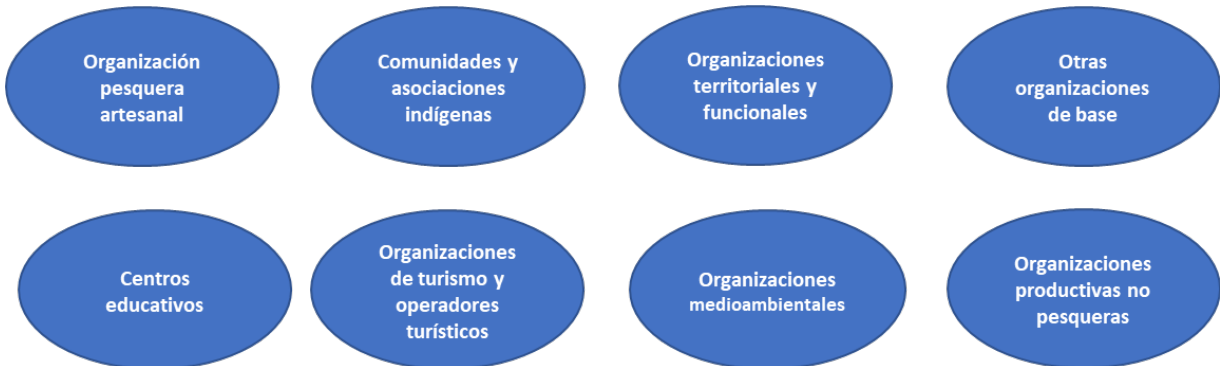 Organización
pesquera
artesanal
Comunidades y
asociaciones
indígenas
Organizaciones
territoriales y
funcionales
Otras
organizaciones
de base
Centros
educativos
Organizaciones
de turismo y
operadores
turísticos
Organizaciones
medioambientales
Organizaciones
productivas no
pesqueras